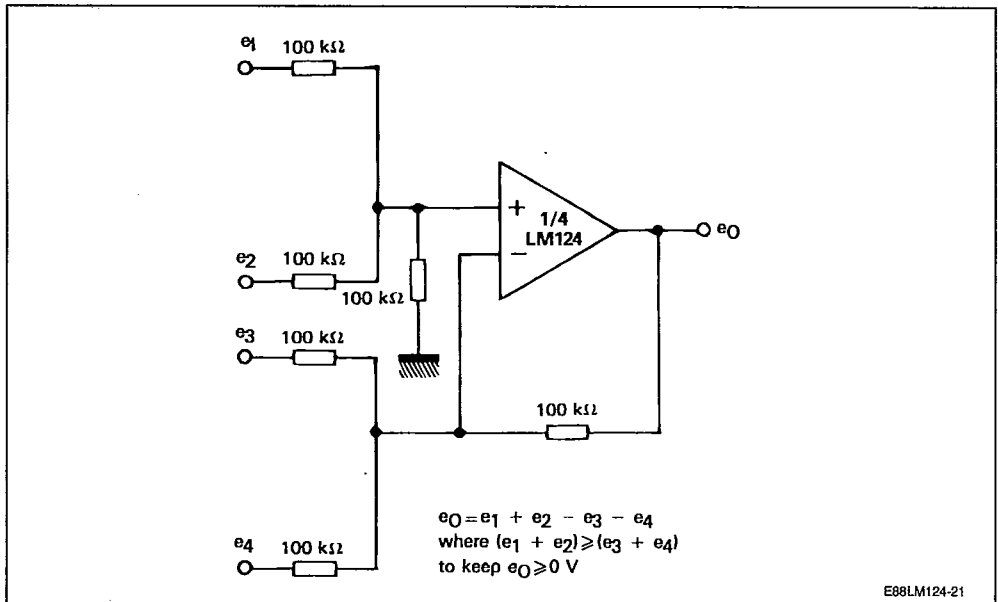 e1 100 kΩ
+
1/4
LM124
−
eO
e2 100 kΩ
100 kΩ
e3 100 kΩ
100 kΩ
eO=e1 + e2 − e3 − e4
where (e1 + e2)⩾(e3 + e4)
to keep eO⩾0 V
e4 100 kΩ
E88LM124-21